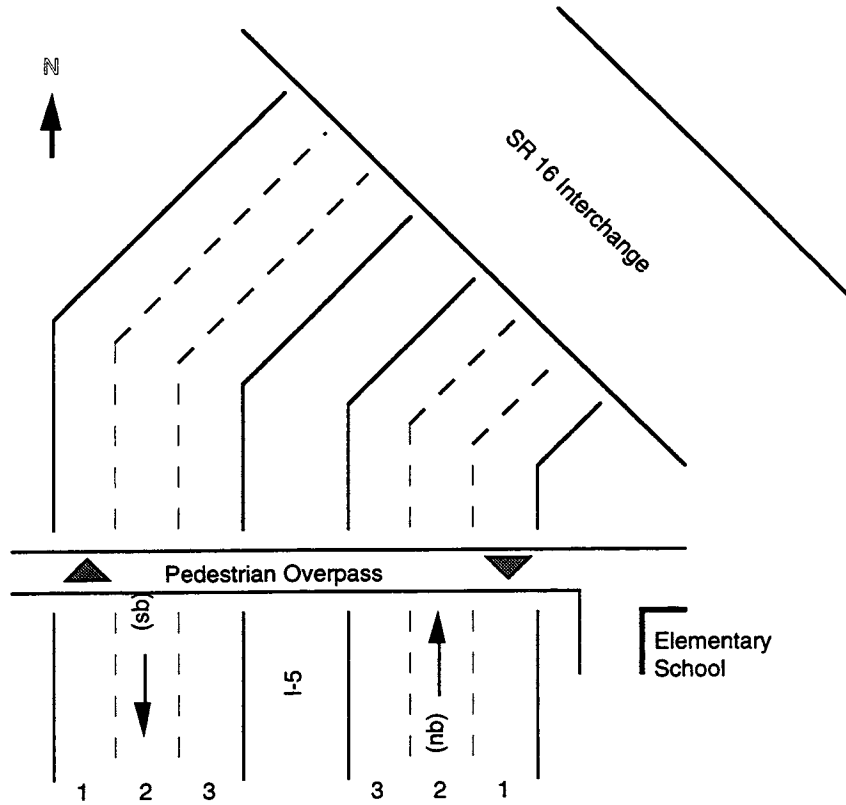 N
SR 16 Interchange
Pedestrian Overpass
(sb)
I-5
(nb)
Elementary
School
1 2 3 3 2 1